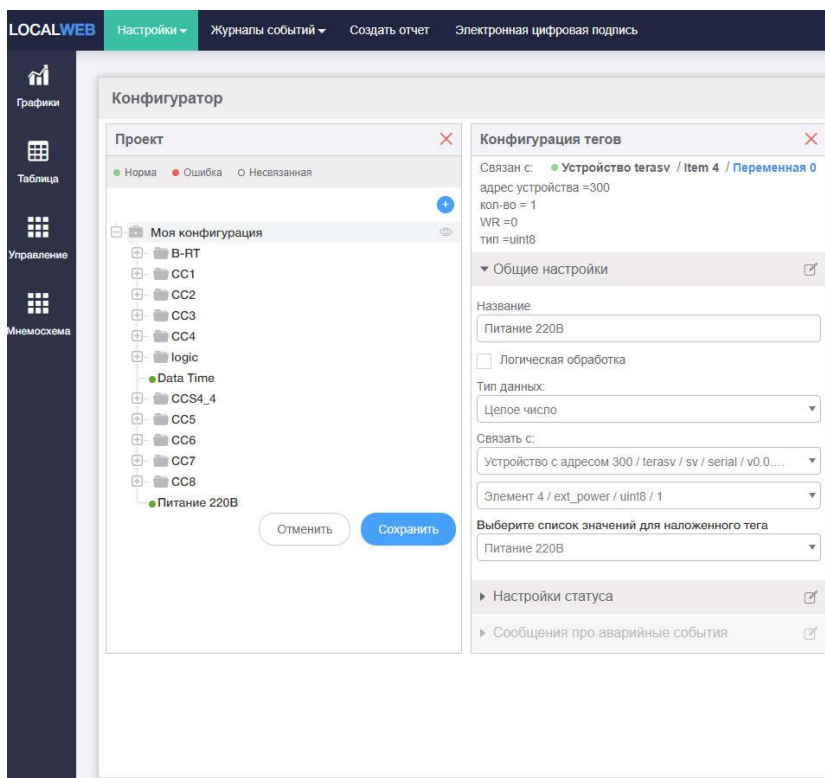 LOCALWEB
Настройки
Журналы событий
Создать отчет
Электронная цифровая подпись
Графики
Таблица
Управление
Мнемосхема
Конфигуратор
Проект
Норма Ошибка Несвязанная
Моя конфигурация
B-RT
CC1
CC2
CC3
CC4
logic
Data Time
CCS4_4
CC5
CC6
CC7
CC8
Питание 220В
Отменить
Сохранить
Конфигурация тегов
Связан с: Устройство terasv / Item 4 / Переменная 0
адрес устройства =300
кол-во = 1
WR =0
тип =uint8
Общие настройки
Название
Питание 220В
Логическая обработка
Тип данных:
Целое число
Связать с:
Устройство с адресом 300 / terasv / sv / serial / v0.0....
Элемент 4 / ext_power / uint8 / 1
Выберите список значений для наложенного тега
Питание 220В
Настройки статуса
Сообщения про аварийные события